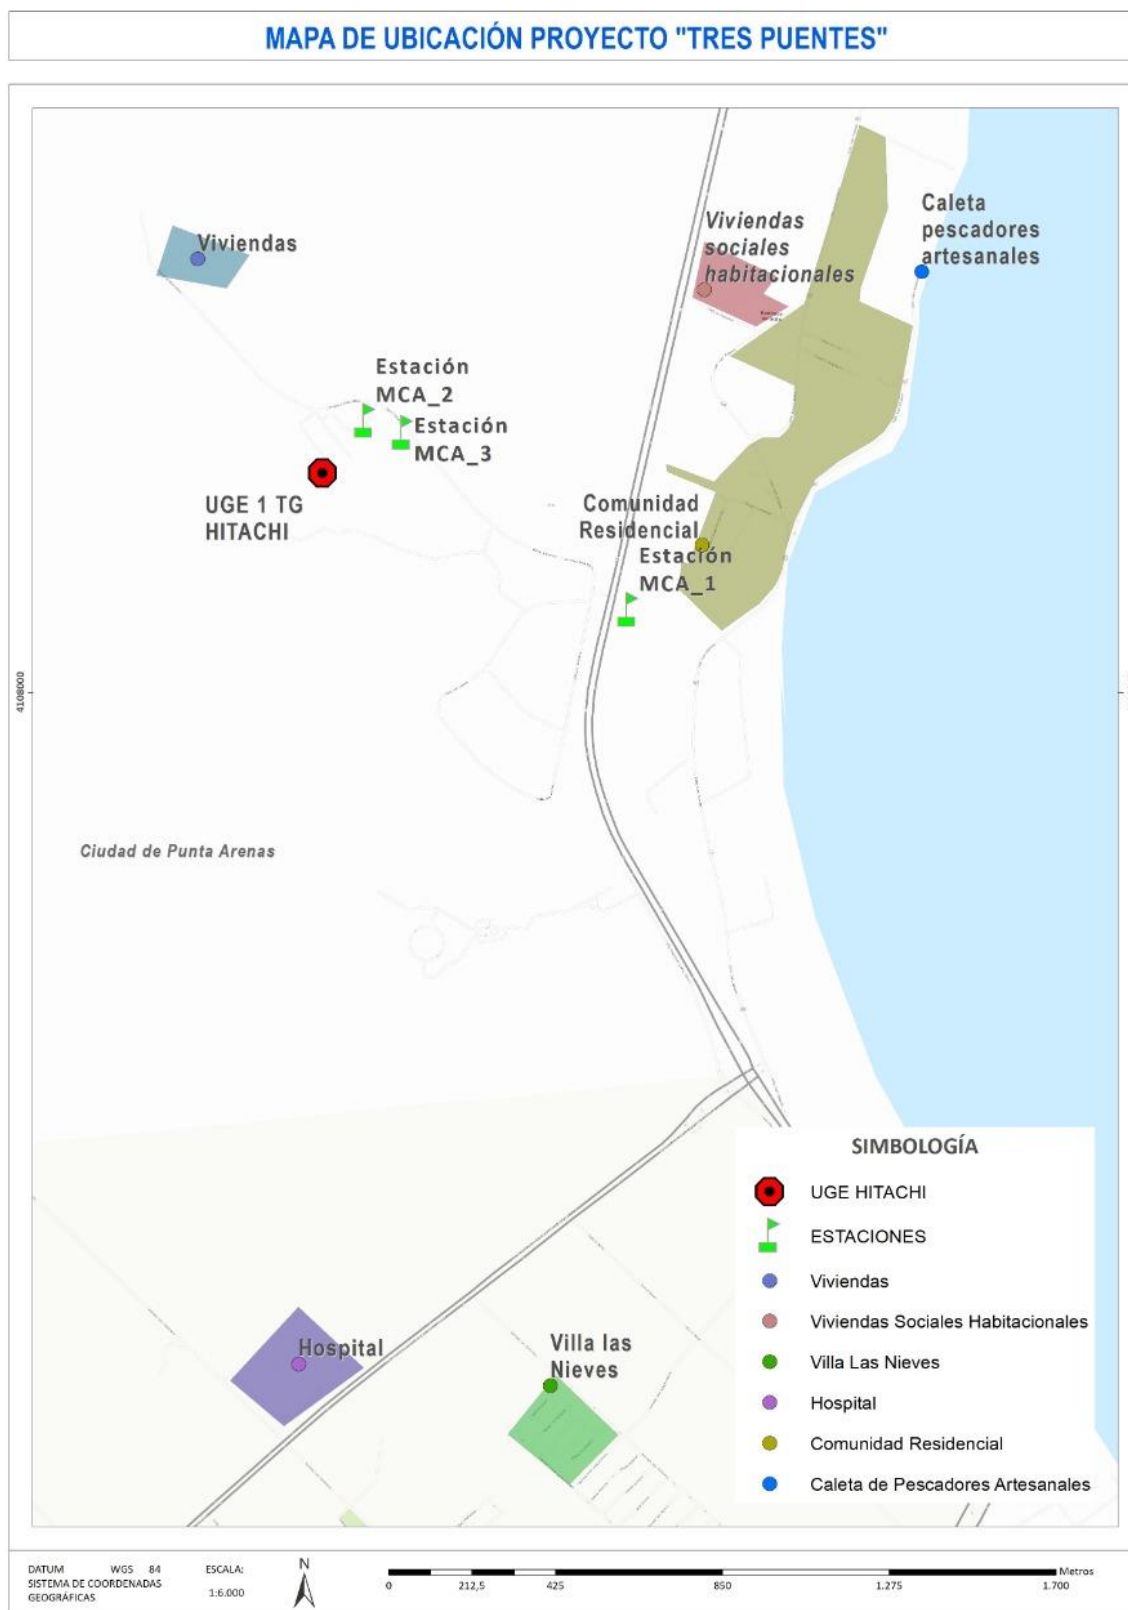 MAPA DE UBICACIÓN PROYECTO "TRES PUENTES"
Viviendas
Viviendas
sociales
habitacionales
Caleta
pescadores
artesanales
Estación
MCA_2
Estación
MCA_3
UGE 1 TG
HITACHI
Comunidad
Residencial
Estación
MCA_1
4108000
Ciudad de Punta Arenas
Hospital
Villa las
Nieves
SIMBOLOGÍA
UGE HITACHI
ESTACIONES
Viviendas
Viviendas Sociales Habitacionales
Villa Las Nieves
Hospital
Comunidad Residencial
Caleta de Pescadores Artesanales
DATUM WGS 84
SISTEMA DE COORDENADAS
GEOGRÁFICAS
ESCALA:
1:6.000
N
Metros
0 212,5 425 850 1.275 1.700